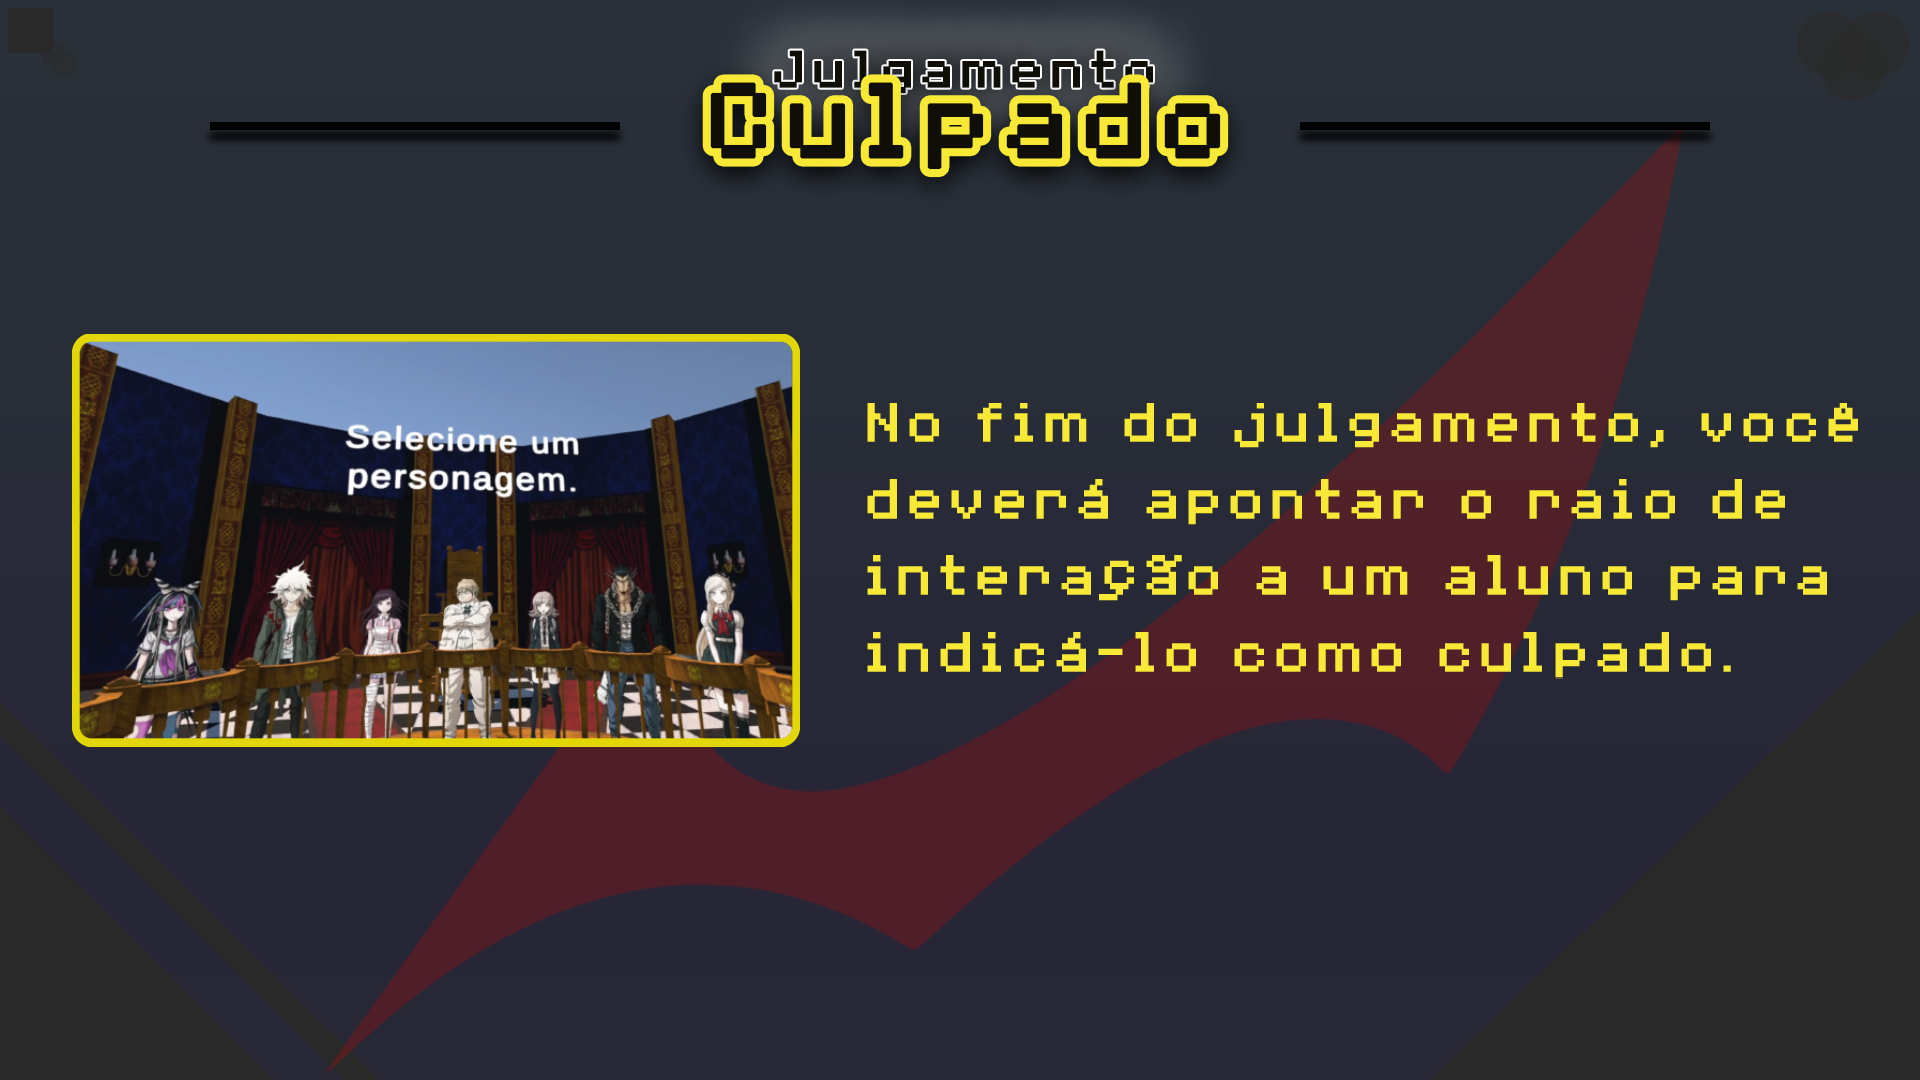 Julgamento
Culpado
Selecione um
personagem.
No fim do julgamento, você
deverá apontar o raio de
interação a um aluno para
indicá-lo como culpado.